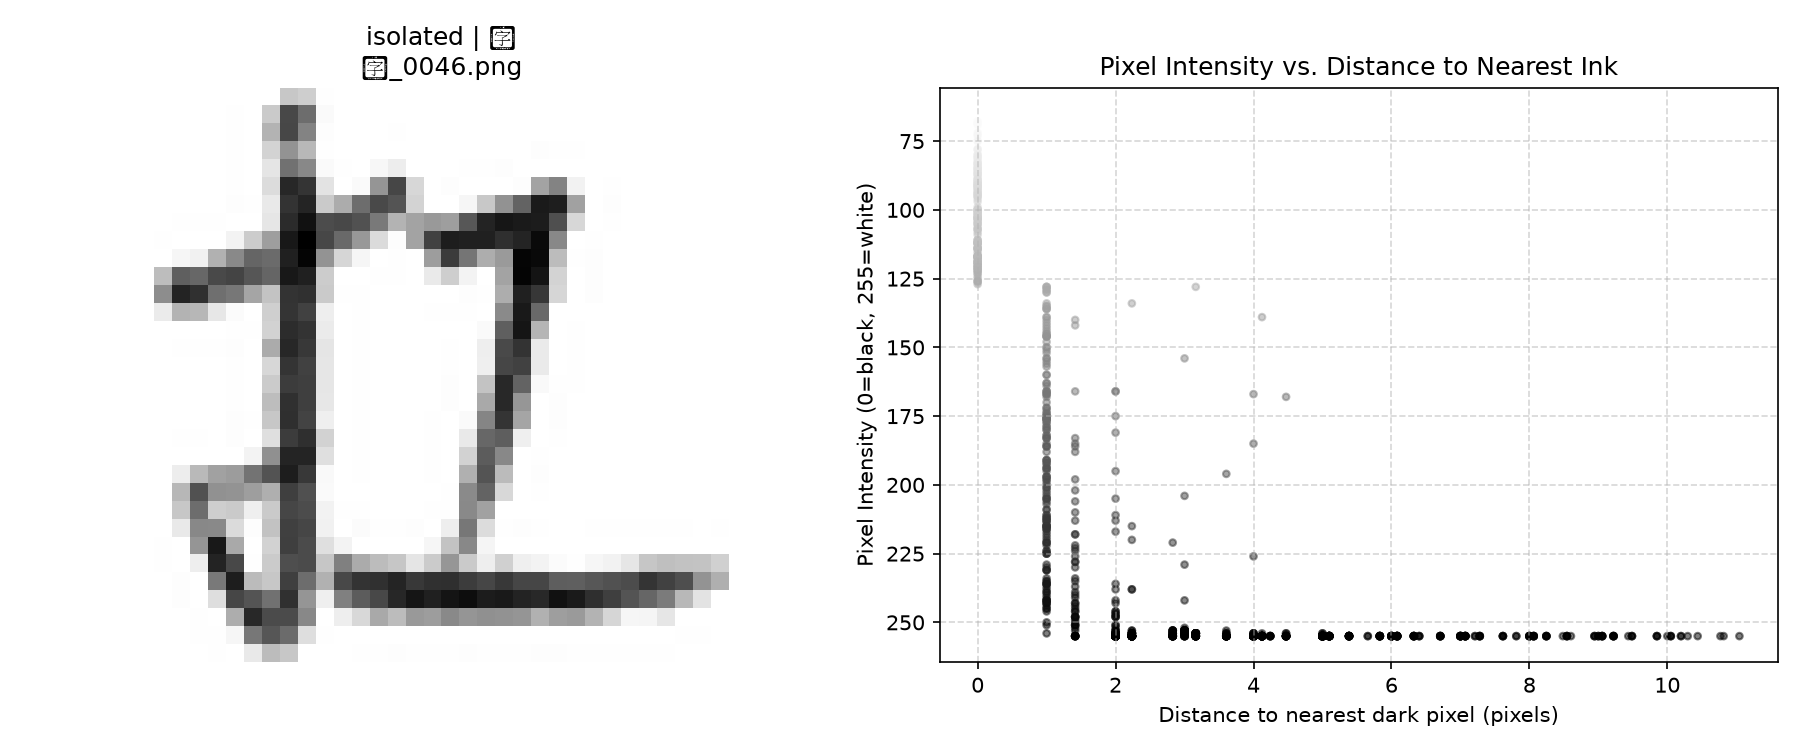 isolated |
_0046.png
扛
Pixel Intensity vs. Distance to Nearest Ink
Pixel Intensity (0=black, 255=white)
75
100
125
150
175
200
225
250
0 2 4 6 8 10
Distance to nearest dark pixel (pixels)